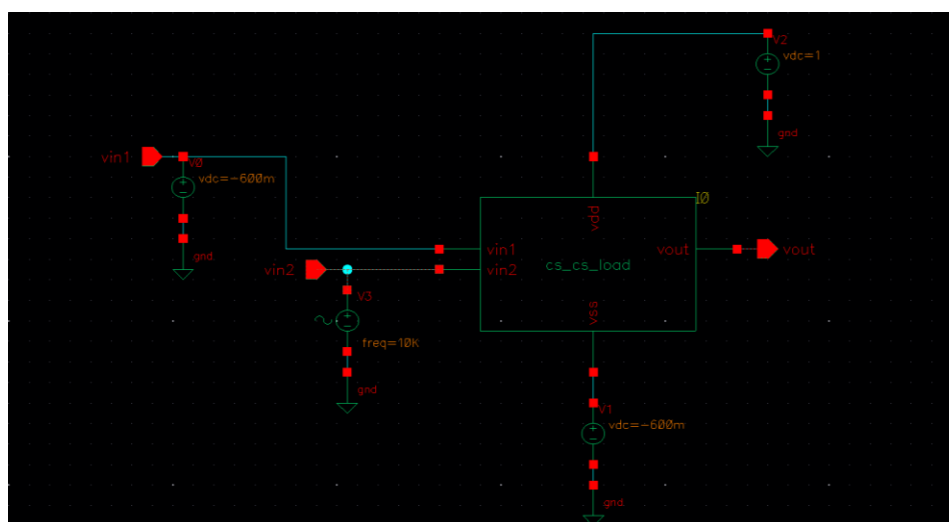 V2
vdc=1
gnd
vin1
V0
vdc=-600m
gnd
I0
vdd
vin1
vout
vout
vin2
vin2
cs_cs_load
V3
vss
freq=10K
gnd
V1
vdc=-600m
gnd